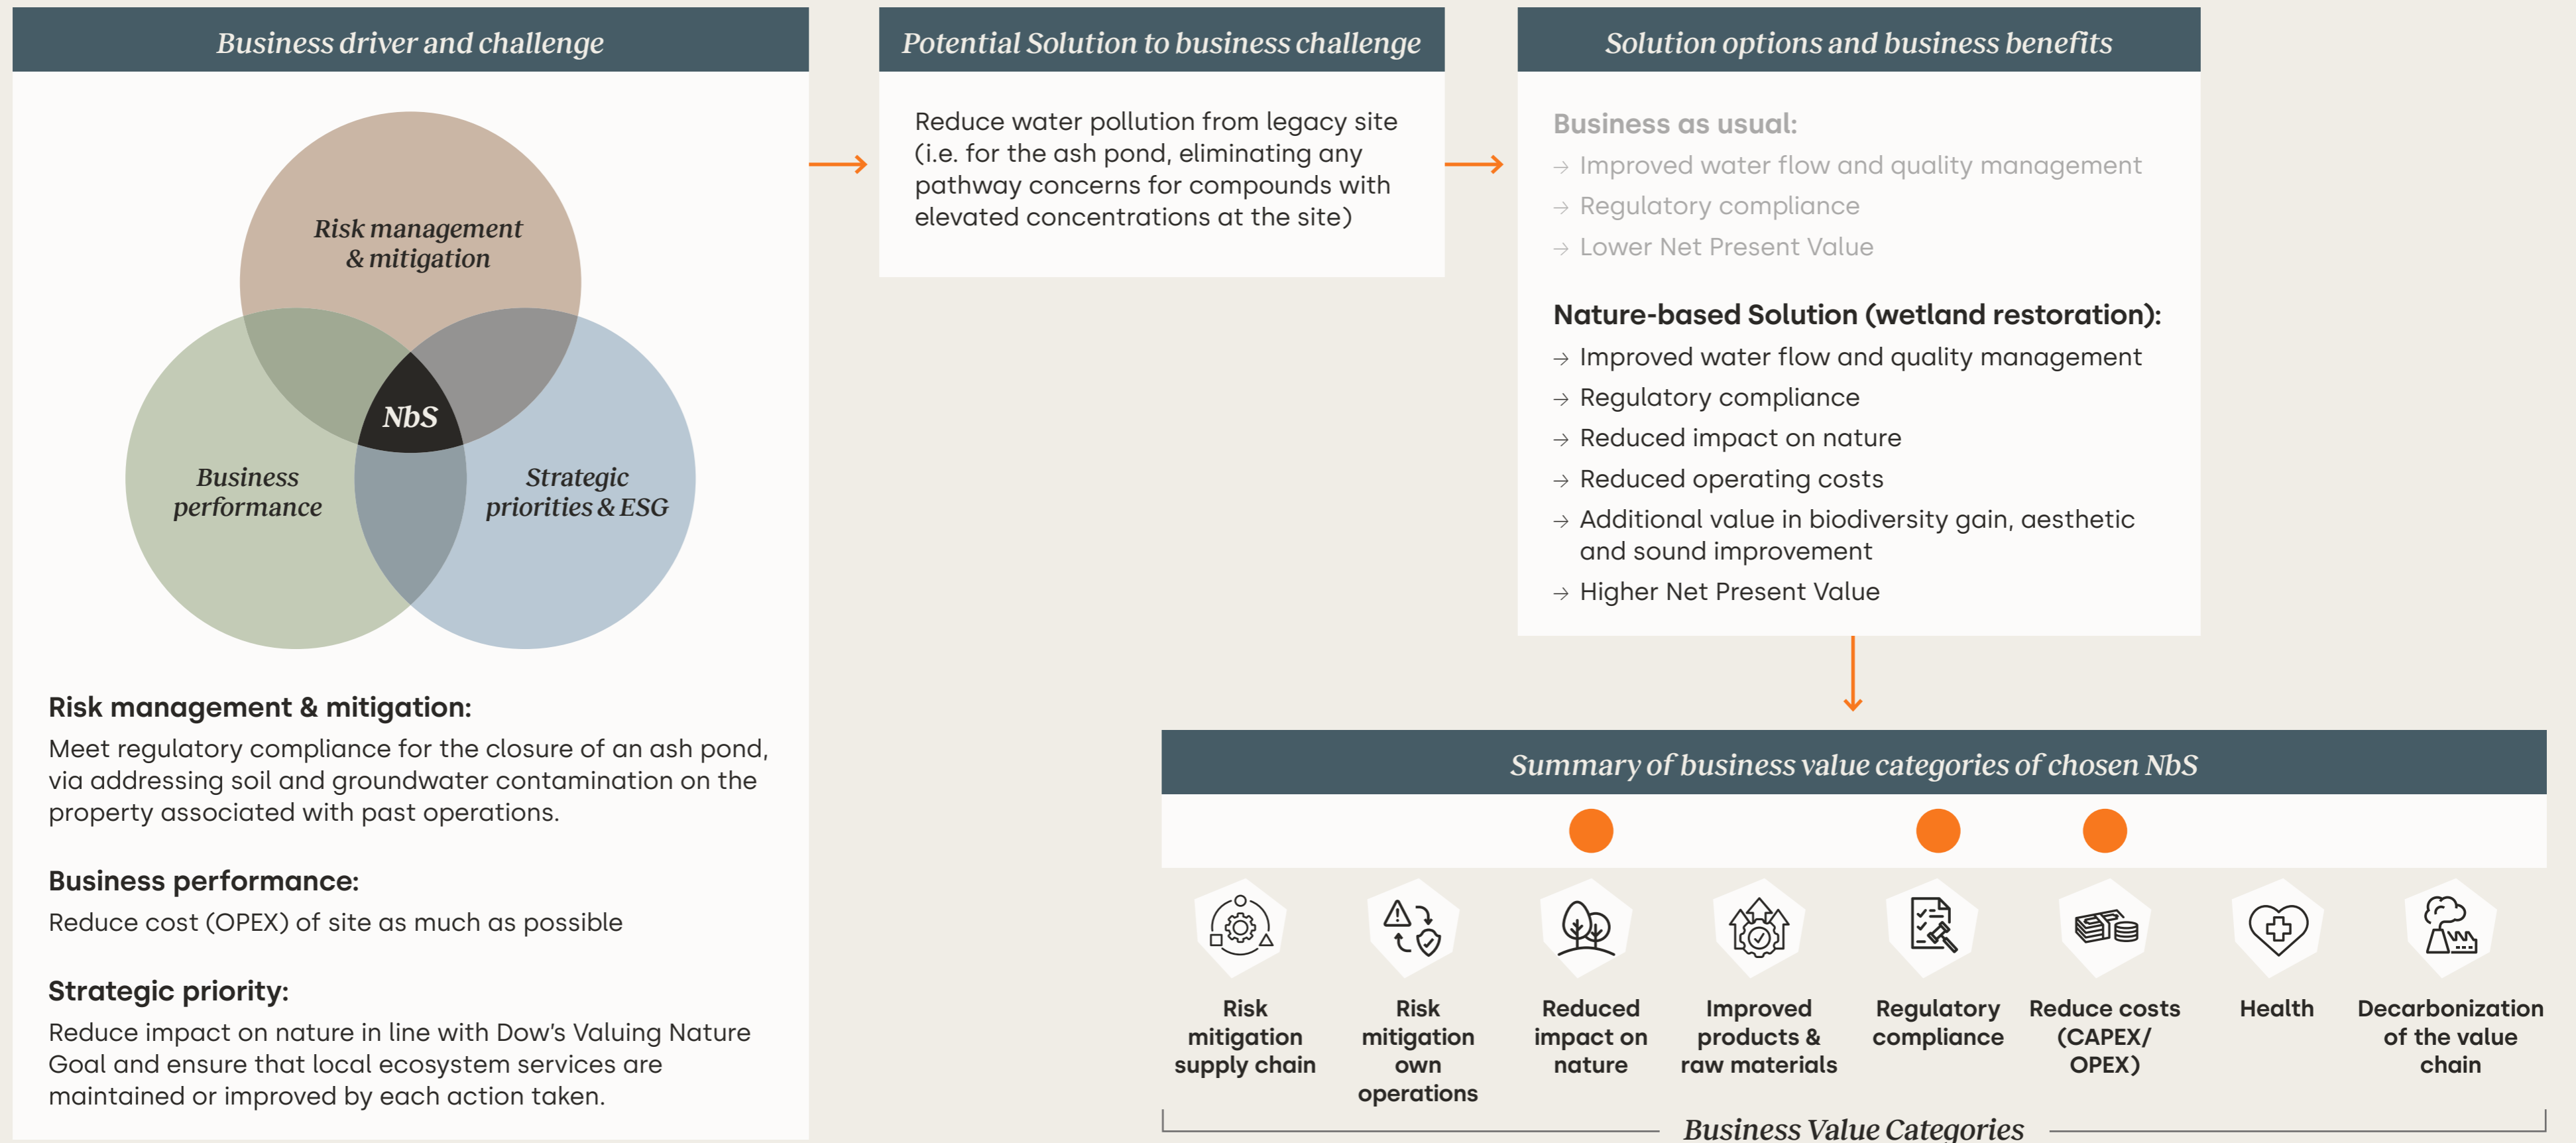 Business driver and challenge
Risk management
& mitigation
NbS
Business
performance
Strategic
priorities & ESG
Risk management & mitigation:
Meet regulatory compliance for the closure of an ash pond,
via addressing soil and groundwater contamination on the
property associated with past operations.
Business performance:
Reduce cost (OPEX) of site as much as possible
Strategic priority:
Reduce impact on nature in line with Dow’s Valuing Nature
Goal and ensure that local ecosystem services are
maintained or improved by each action taken.
Potential Solution to business challenge
Reduce water pollution from legacy site
(i.e. for the ash pond, eliminating any
pathway concerns for compounds with
elevated concentrations at the site)
Solution options and business benefits
Business as usual:
→ Improved water flow and quality management
→ Regulatory compliance
→ Lower Net Present Value
Nature-based Solution (wetland restoration):
→ Improved water flow and quality management
→ Regulatory compliance
→ Reduced impact on nature
→ Reduced operating costs
→ Additional value in biodiversity gain, aesthetic
and sound improvement
→ Higher Net Present Value
Summary of business value categories of chosen NbS
Risk
mitigation
supply chain
Risk
mitigation
own
operations
Reduced
impact on
nature
Improved
products &
raw materials
Regulatory
compliance
Reduce costs
(CAPEX/
OPEX)
Health
Decarbonization
of the value
chain
Business Value Categories